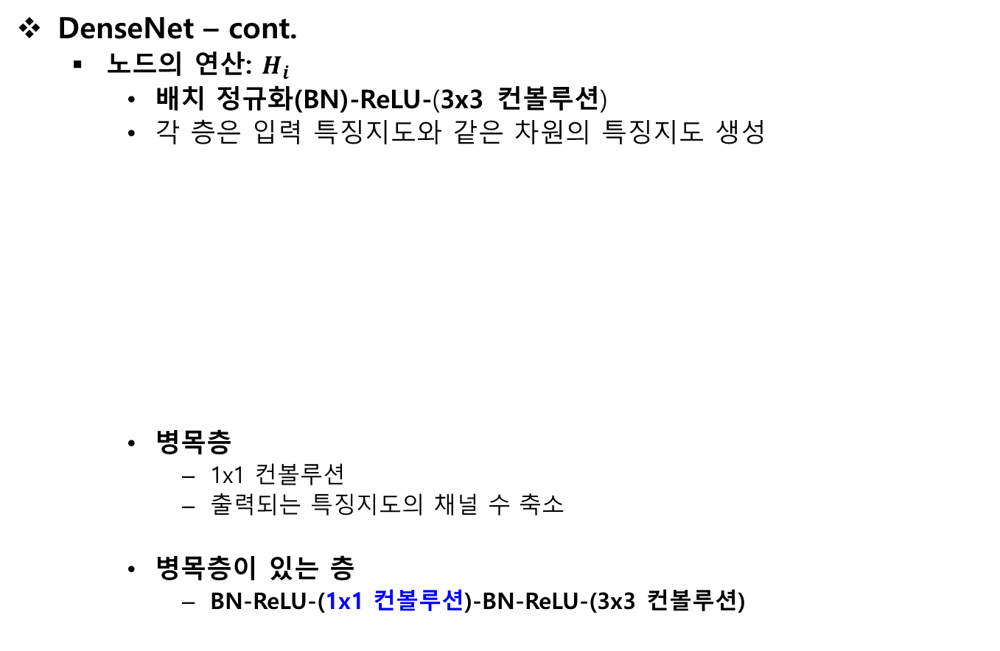 ❖ DenseNet – cont.
▪ 노드의 연산: H_i
• 배치 정규화(BN)-ReLU-(3x3 컨볼루션)
• 각 층은 입력 특징지도와 같은 차원의 특징지도 생성
• 병목층
– 1x1 컨볼루션
– 출력되는 특징지도의 채널 수 축소
• 병목층이 있는 층
– BN-ReLU-(1x1 컨볼루션)-BN-ReLU-(3x3 컨볼루션)